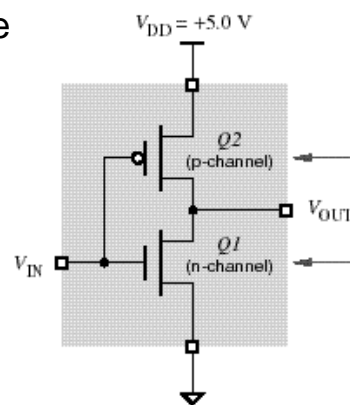 e
V_DD = +5.0 V
Q2
(p-channel)
V_OUT
Q1
(n-channel)
V_IN